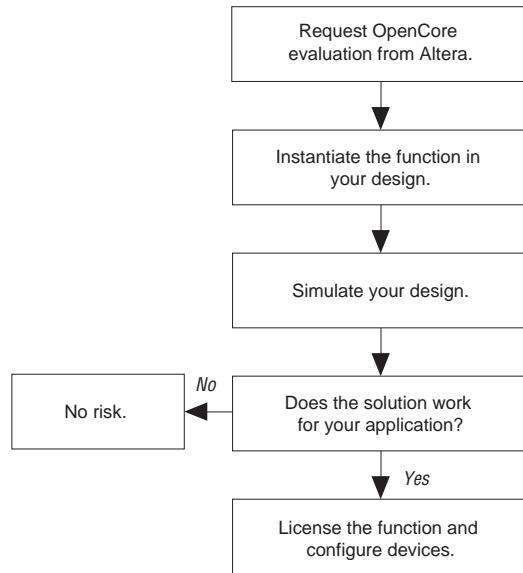 Request OpenCore
evaluation from Altera.
Instantiate the function in
your design.
Simulate your design.
No
No risk.
Does the solution work
for your application?
Yes
License the function and
configure devices.